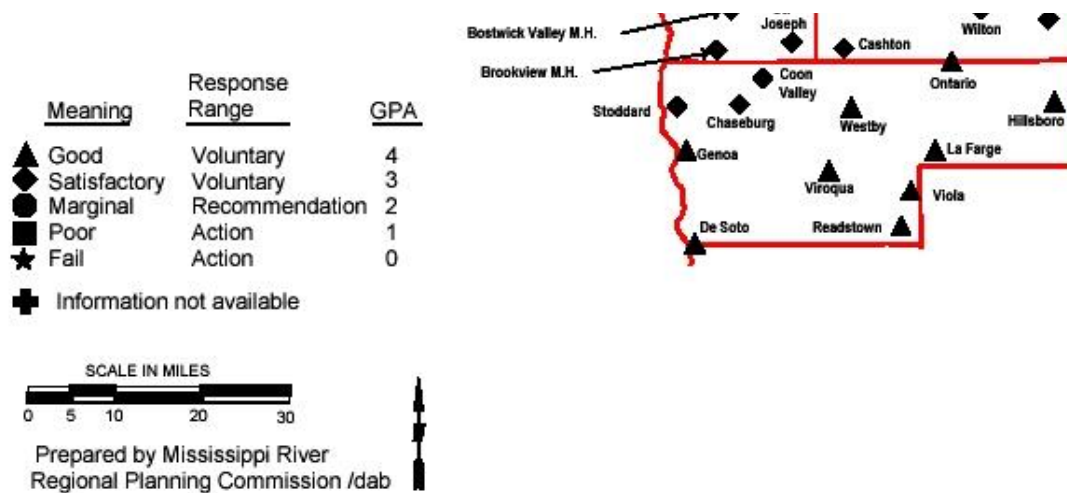 Bostwick Valley M.H.
Joseph
Wilton
Cashton
Brookview M.H.
Coon
Valley
Ontario
Stoddard
Chaseburg
Westby
Hillsboro
Genoa
La Farge
Viroqua
Viola
De Soto
Readstown
Response
Meaning Range GPA
Good Voluntary 4
Satisfactory Voluntary 3
Marginal Recommendation 2
Poor Action 1
Fail Action 0
Information not available
SCALE IN MILES
0 5 10 20 30
Prepared by Mississippi River
Regional Planning Commission /dab